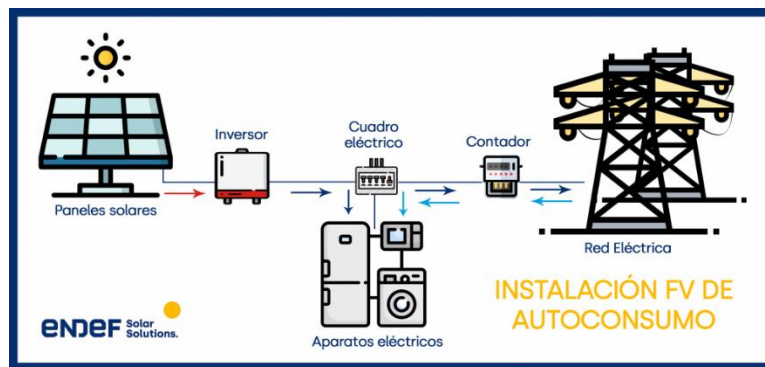 Inversor
Cuadro
eléctrico
Contador
Paneles solares
Red Eléctrica
Aparatos eléctricos
INSTALACIÓN FV DE
AUTOCONSUMO
ENDEF Solar
Solutions.